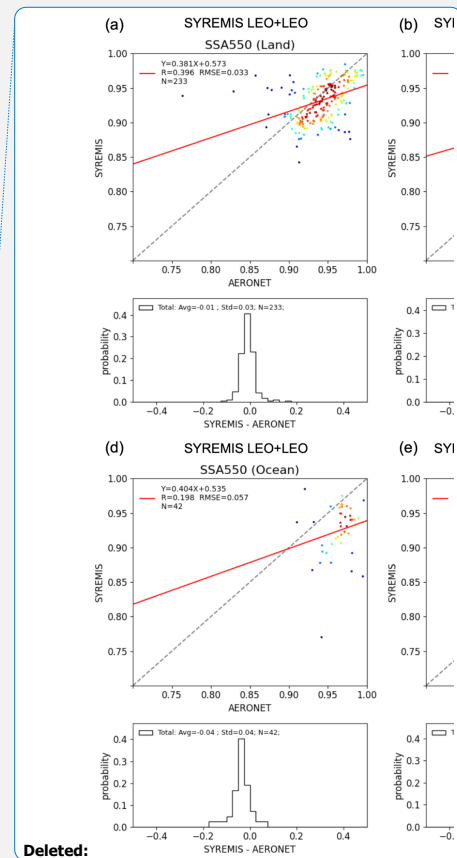 (a) SYREMIS LEO+LEO (b) SY
SSA550 (Land)
1.00 1.00
Y=0.381X+0.573
R=0.396 RMSE=0.033
N=233
0.95 0.95
0.90 0.90
SYREMIS
0.85 0.85
0.80 0.80
0.75 0.75
0.75 0.80 0.85 0.90 0.95 1.00
AERONET
Total: Avg=-0.01 ; Std=0.03; N=233;
0.4 0.4
0.3 0.3
probability
0.2 0.2
0.1 0.1
0.0 0.0
−0.4 −0.2 0.0 0.2 0.4 −0.4
SYREMIS - AERONET
(d) SYREMIS LEO+LEO (e) SY
SSA550 (Ocean)
1.00 1.00
Y=0.404X+0.535
R=0.198 RMSE=0.057
N=42
0.95 0.95
0.90 0.90
SYREMIS
0.85 0.85
0.80 0.80
0.75 0.75
0.75 0.80 0.85 0.90 0.95 1.00
AERONET
Total: Avg=-0.04 ; Std=0.04; N=42;
0.4 0.4
0.3 0.3
probability
0.2 0.2
0.1 0.1
0.0 0.0
−0.4 −0.2 0.0 0.2 0.4 −0.4
SYREMIS - AERONET
Deleted: